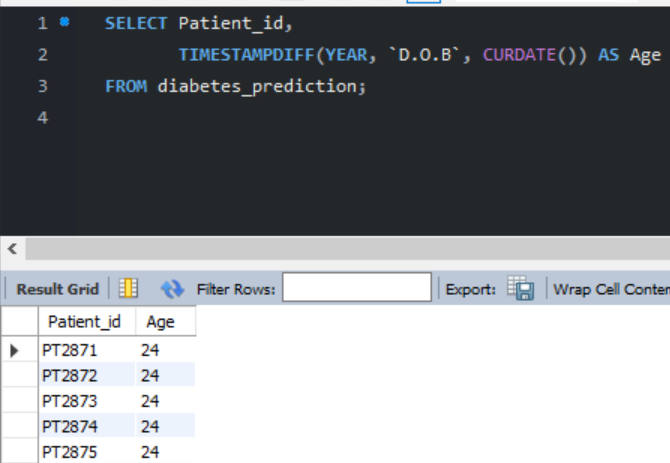 1 SELECT Patient_id,
2 TIMESTAMPDIFF(YEAR, `D.O.B`, CURDATE()) AS Age
3 FROM diabetes_prediction;
4
Result Grid Filter Rows: Export: Wrap Cell Conten
Patient_id Age
PT2871 24
PT2872 24
PT2873 24
PT2874 24
PT2875 24